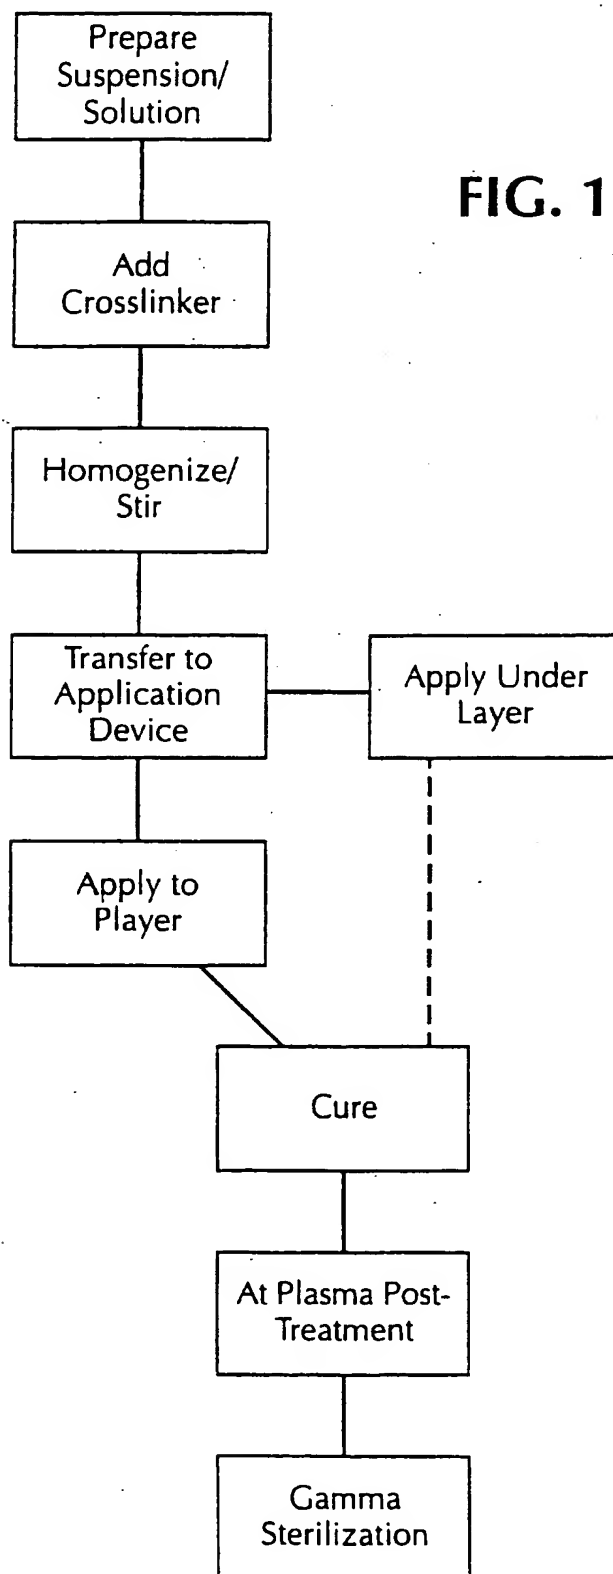 Prepare
Suspension/
Solution
FIG. 1
Add
Crosslinker
Homogenize/
Stir
Transfer to
Application
Device
Apply Under
Layer
Apply to
Player
Cure
At Plasma Post-
Treatment
Gamma
Sterilization